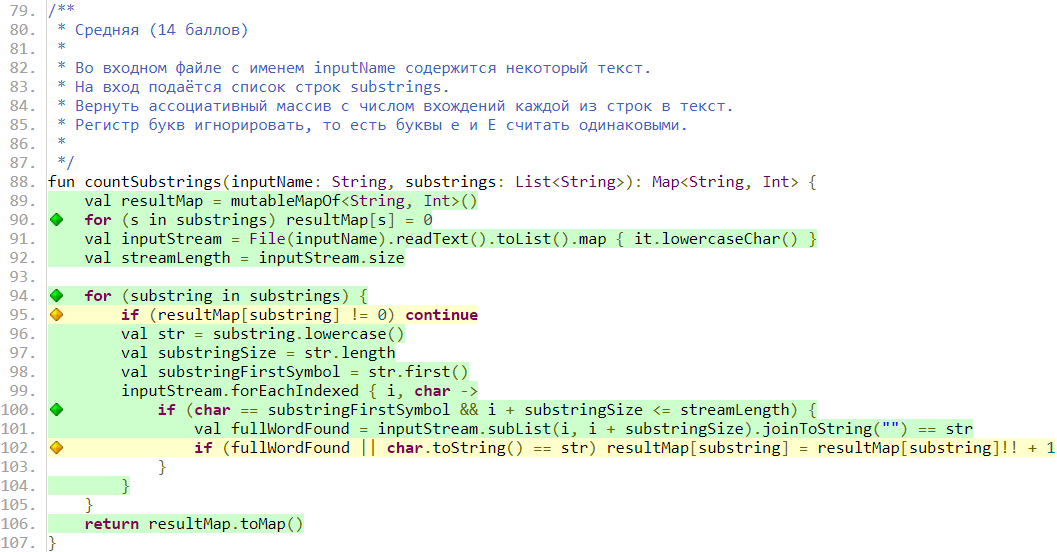 79. /**
80.  * Средняя (14 баллов)
81.  *
82.  * Во входном файле с именем inputName содержится некоторый текст.
83.  * На вход подаётся список строк substrings.
84.  * Вернуть ассоциативный массив с числом вхождений каждой из строк в текст.
85.  * Регистр букв игнорировать, то есть буквы е и Е считать одинаковыми.
86.  *
87.  */
88. fun countSubstrings(inputName: String, substrings: List<String>): Map<String, Int> {
89.     val resultMap = mutableMapOf<String, Int>()
90.     for (s in substrings) resultMap[s] = 0
91.     val inputStream = File(inputName).readText().toList().map { it.lowercaseChar() }
92.     val streamLength = inputStream.size
93.
94.     for (substring in substrings) {
95.         if (resultMap[substring] != 0) continue
96.         val str = substring.lowercase()
97.         val substringSize = str.length
98.         val substringFirstSymbol = str.first()
99.         inputStream.forEachIndexed { i, char ->
100.             if (char == substringFirstSymbol && i + substringSize <= streamLength) {
101.                 val fullWordFound = inputStream.subList(i, i + substringSize).joinToString("") == str
102.                 if (fullWordFound || char.toString() == str) resultMap[substring] = resultMap[substring]!! + 1
103.             }
104.         }
105.     }
106.     return resultMap.toMap()
107. }